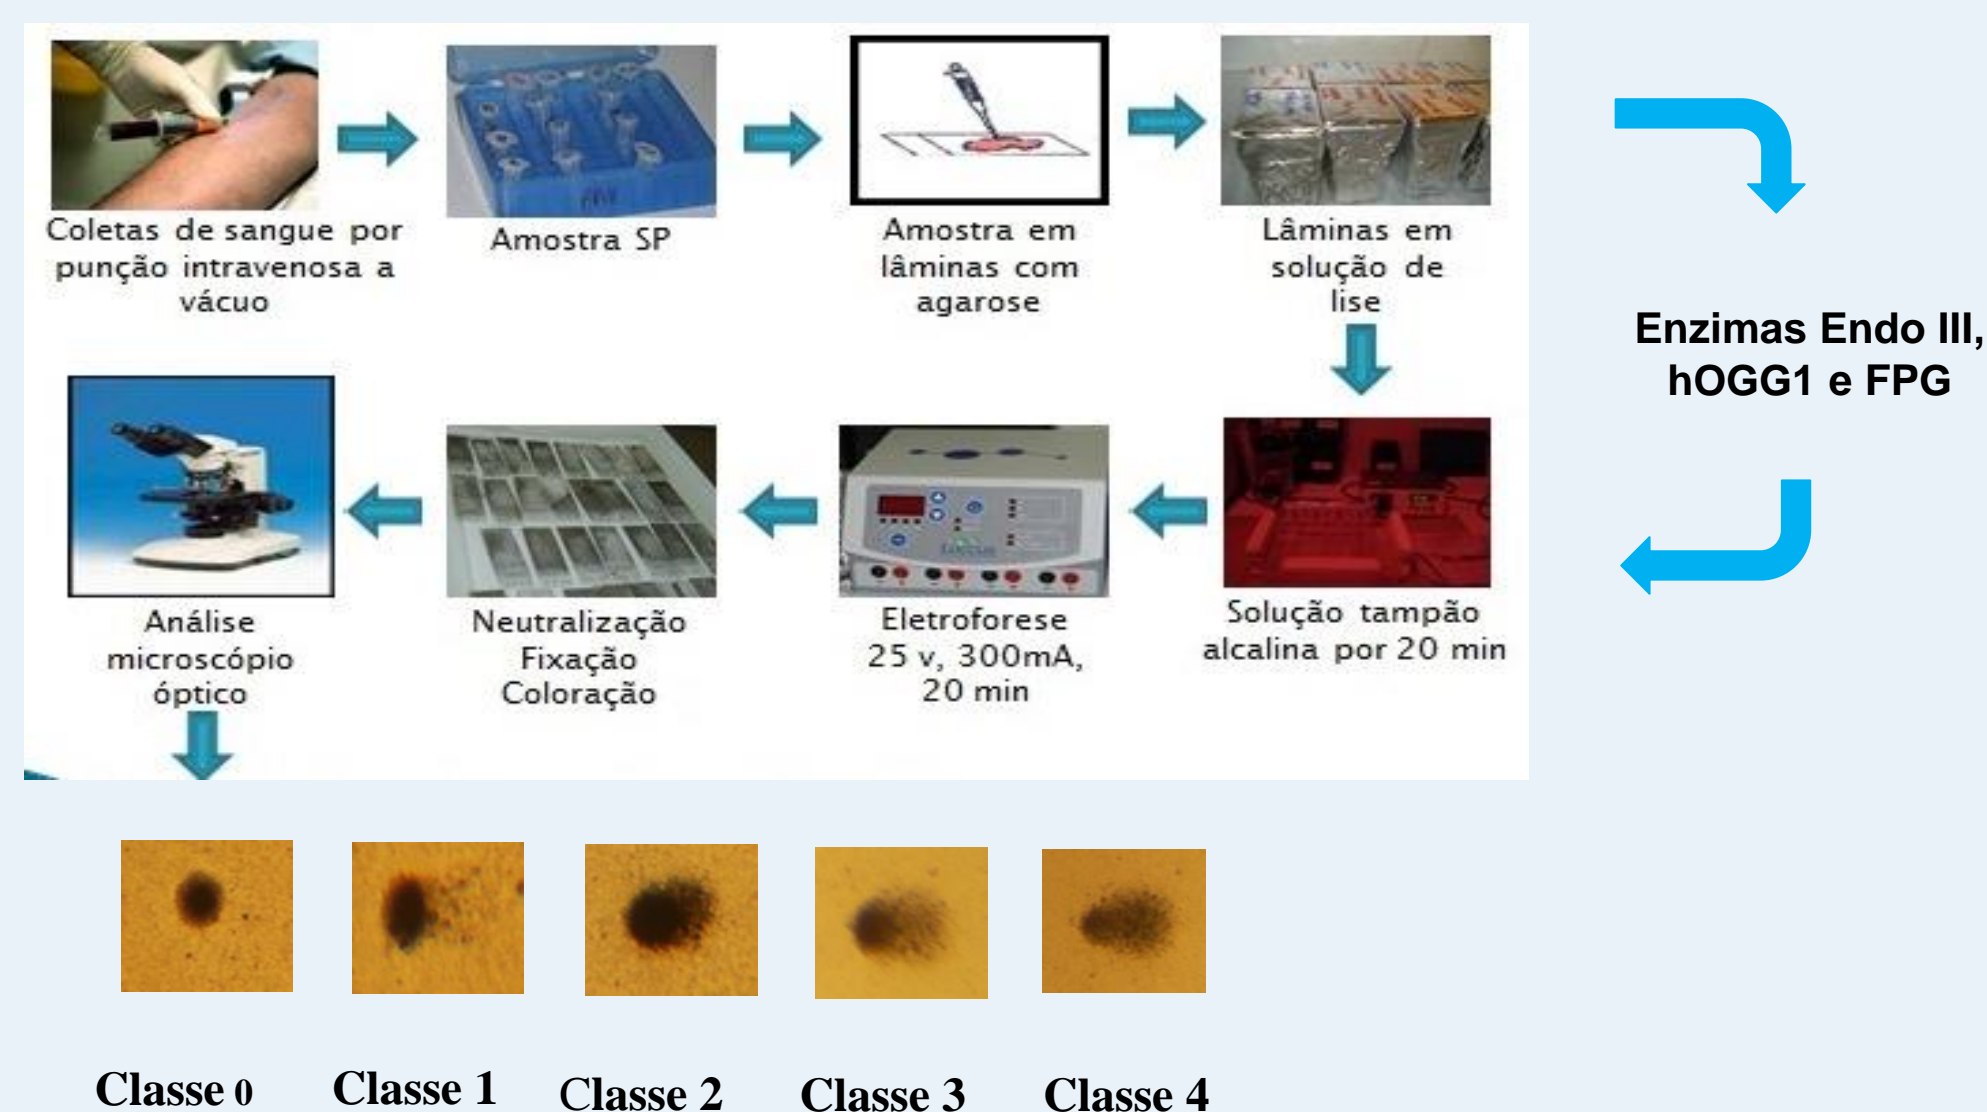 Coletas de sangue por
punção intravenosa a
vácuo
Amostra SP
Amostra em
lâminas com
agarose
Lâminas em
solução de
lise
Enzimas Endo III,
hOGG1 e FPG
Solução tampão
alcalina por 20 min
Eletroforese
25 v, 300mA,
20 min
Neutralização
Fixação
Coloração
Análise
microscópio
óptico
Classe 0
Classe 1
Classe 2
Classe 3
Classe 4